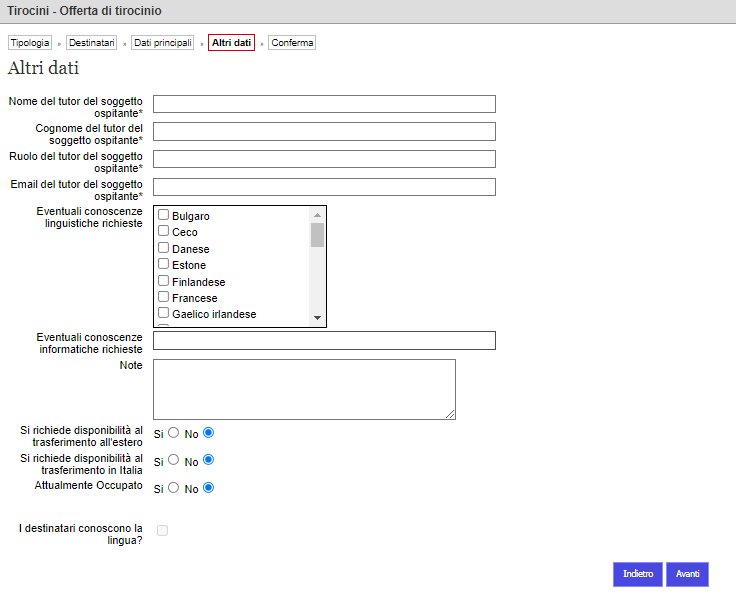 Tirocini - Offerta di tirocinio
Tipologia » Destinatari » Dati principali » Altri dati » Conferma
Altri dati
Nome del tutor del soggetto
ospitante*
Cognome del tutor del
soggetto ospitante*
Ruolo del tutor del soggetto
ospitante*
Email del tutor del soggetto
ospitante*
Eventuali conoscenze
linguistiche richieste
Bulgaro
Ceco
Danese
Estone
Finlandese
Francese
Gaelico irlandese
Eventuali conoscenze
informatiche richieste
Note
Si richiede disponibilità al
trasferimento all'estero
Si No
Si richiede disponibilità al
trasferimento in Italia
Si No
Attualmente Occupato
Si No
I destinatari conoscono la
lingua?
Indietro Avanti